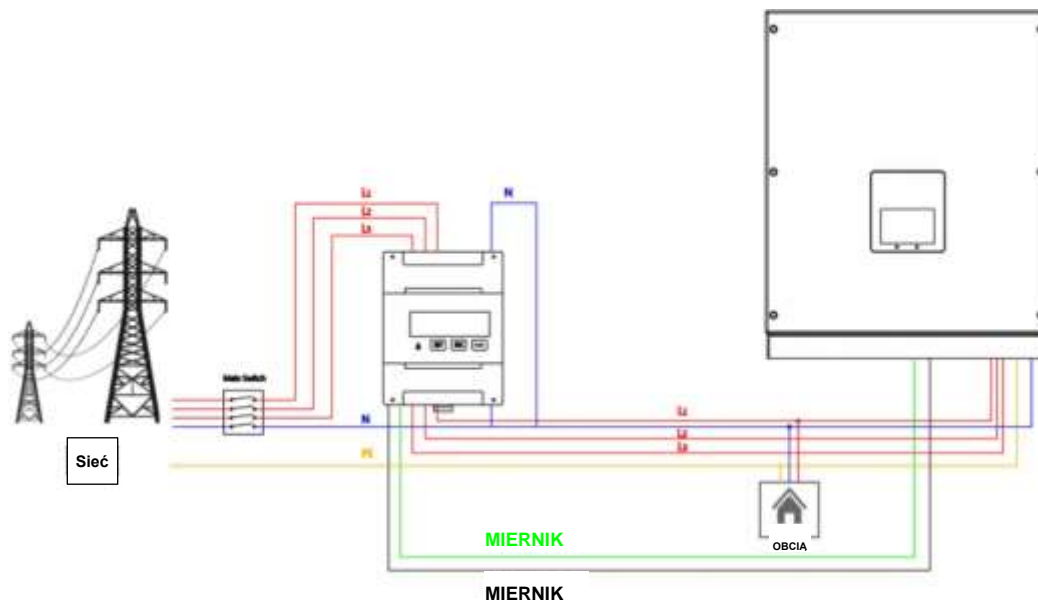 L₁
L₂
L₃
N
Main Switch
N
L₁
L₂
L₃
PE
Sieć
OBCIĄ
MIERNIK
MIERNIK